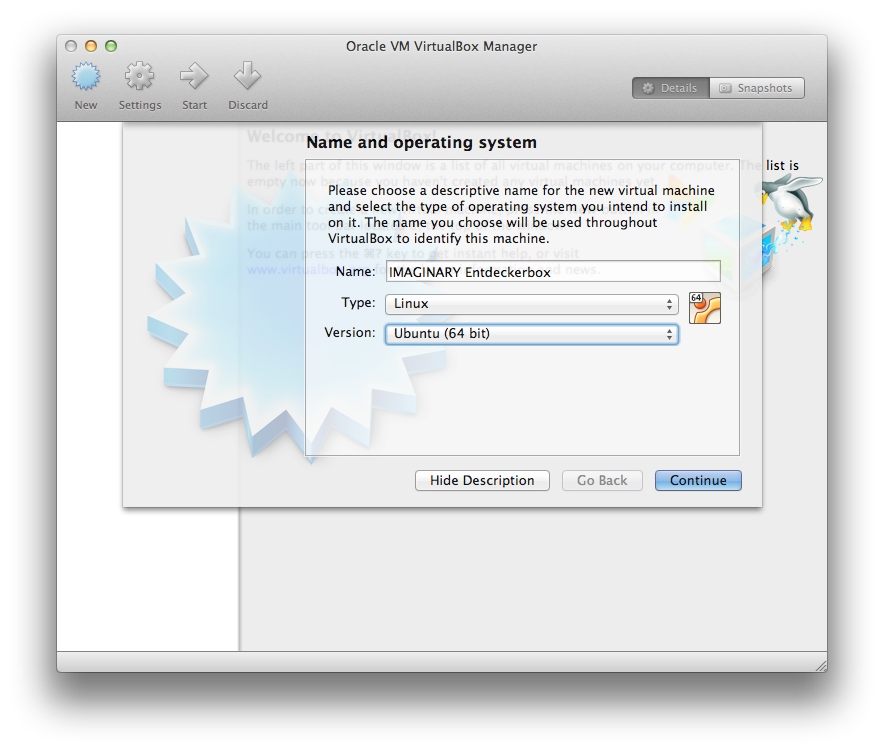 Oracle VM VirtualBox Manager
New
Settings
Start
Discard
Details
Snapshots
Welcome to VirtualBox!
Name and operating system
The left part of this window is a list of all virtual machines on your computer. The list is
empty now because you haven't created any virtual machines yet.
In order to
the main
You can press the ⌘? key to get instant help, or visit
www.virtualbox
news.
Please choose a descriptive name for the new virtual machine
and select the type of operating system you intend to install
on it. The name you choose will be used throughout
VirtualBox to identify this machine.
Name:
IMAGINARY Entdeckerbox
Type:
Linux
64
Version:
Ubuntu (64 bit)
Hide Description
Go Back
Continue